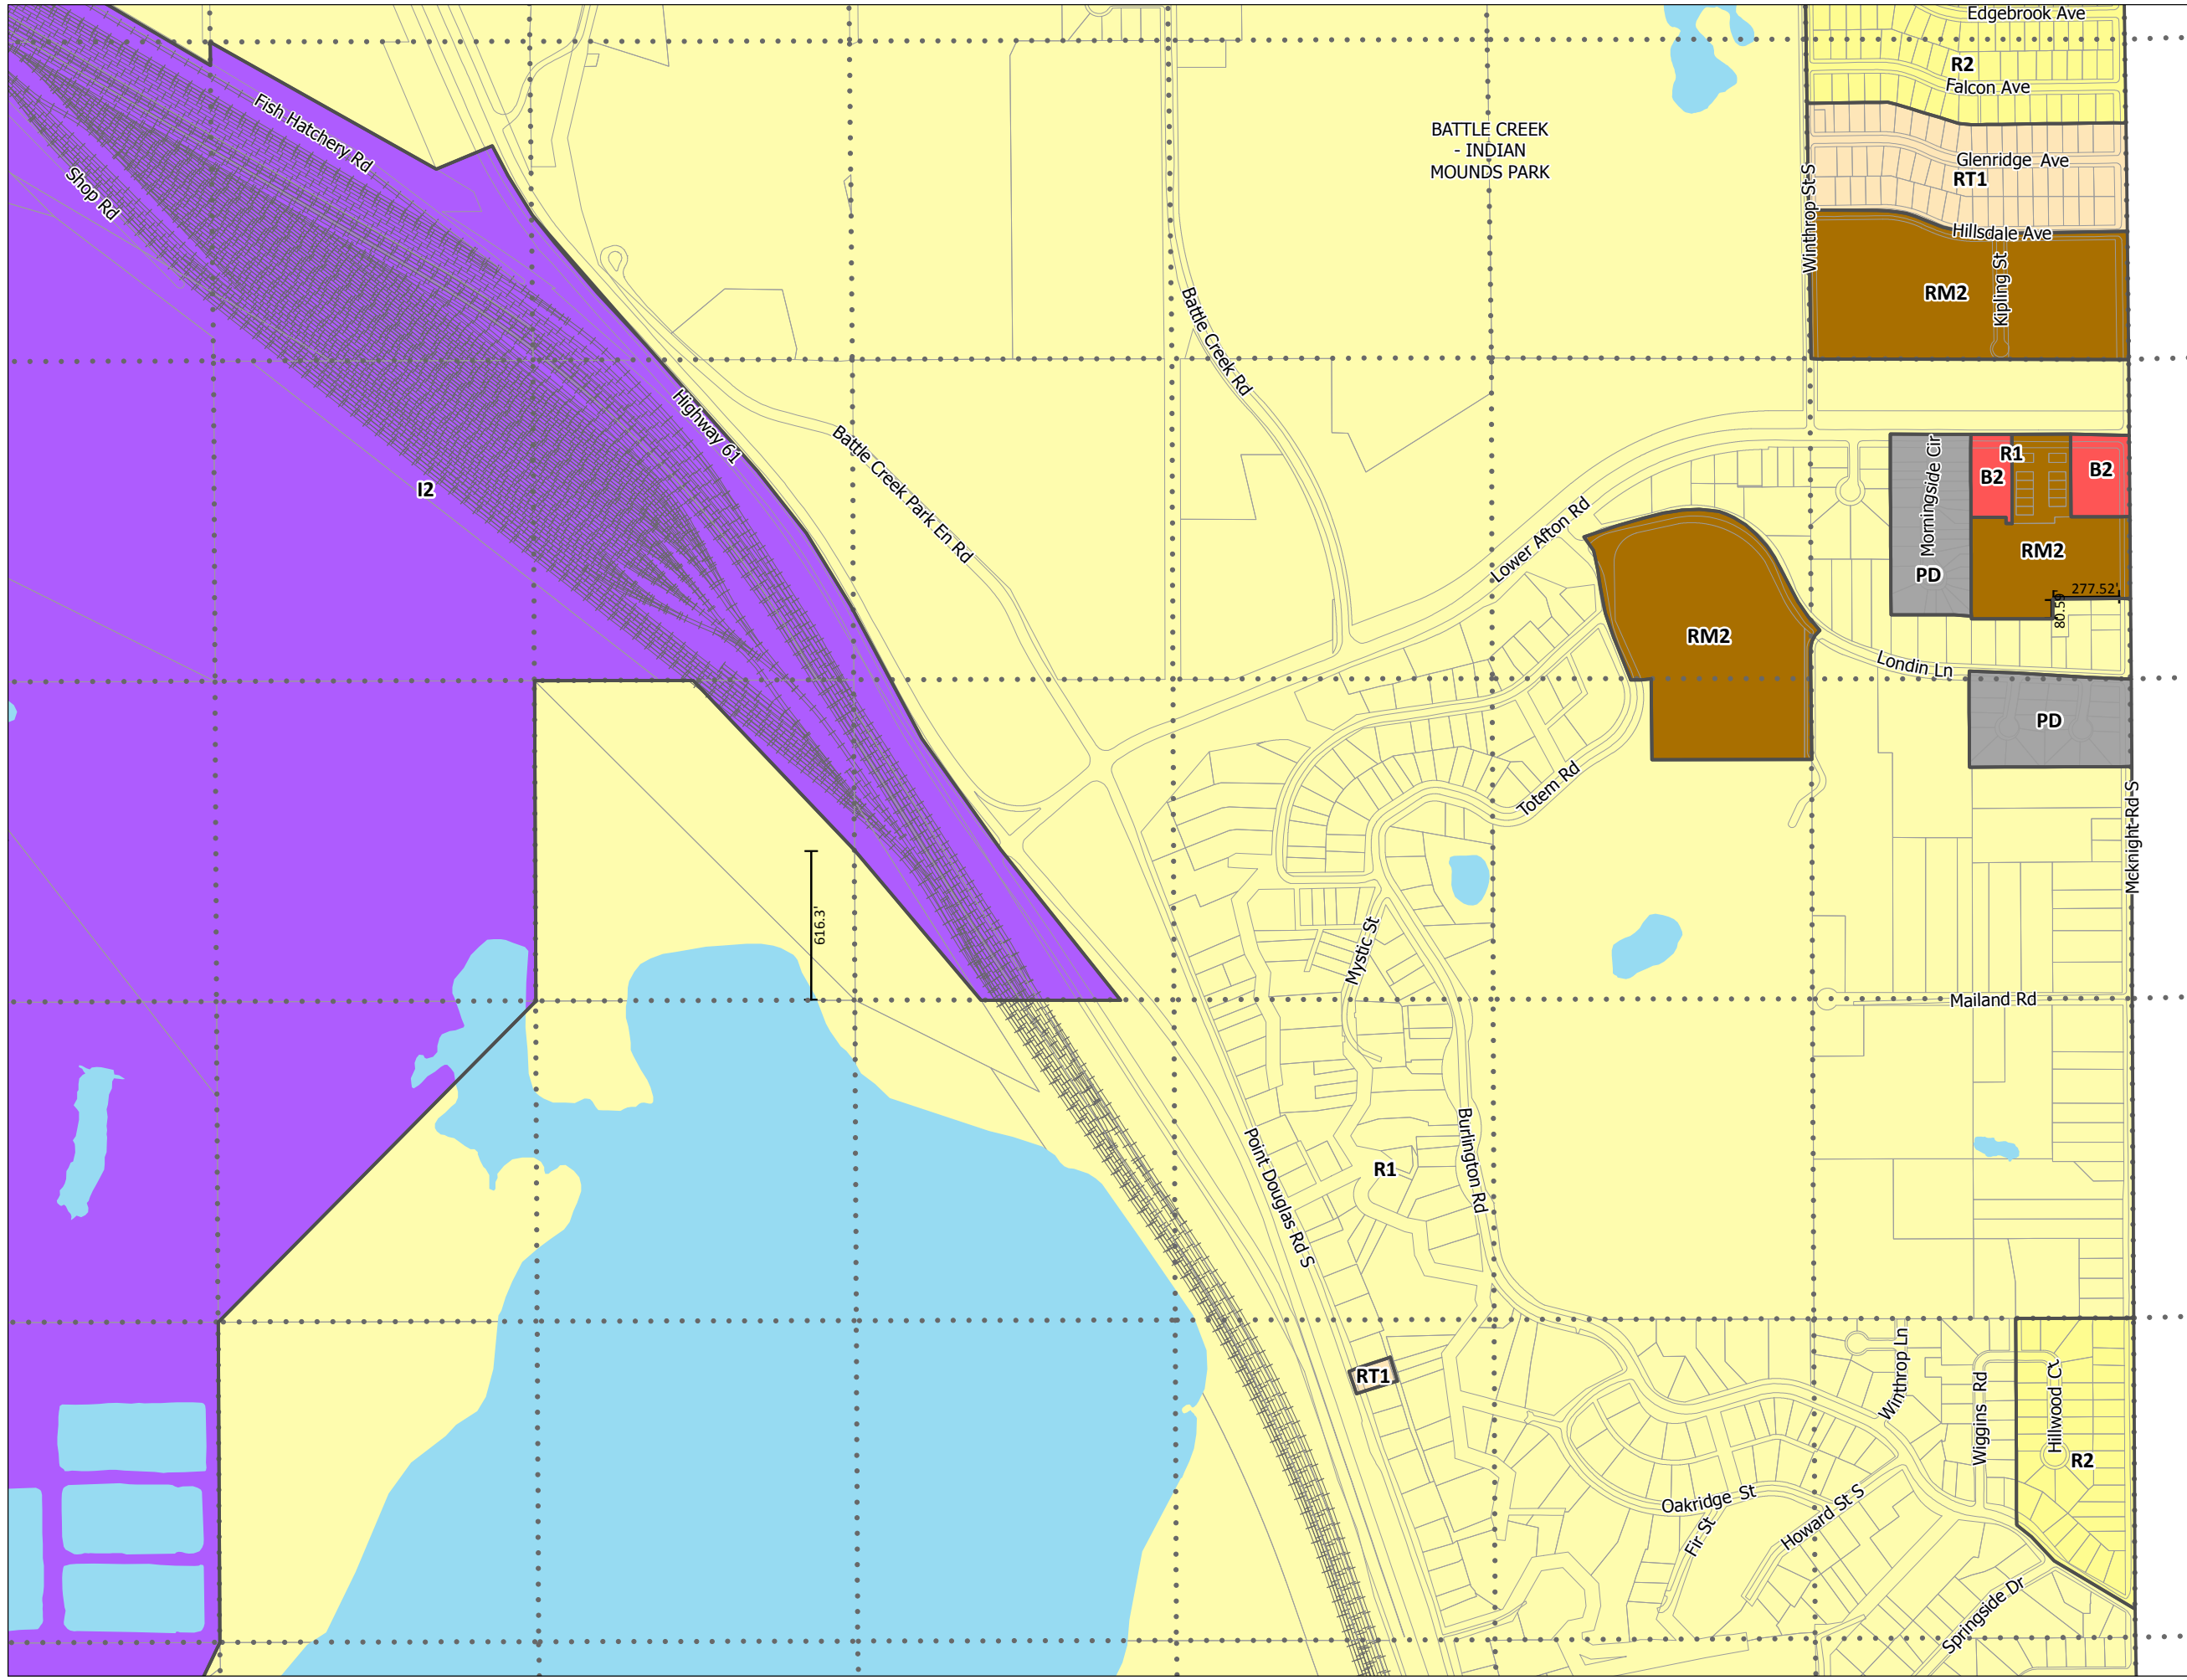 Edgebrook Ave
R2
Falcon Ave
Fish Hatchery Rd
Shop Rd
BATTLE CREEK
- INDIAN
MOUNDS PARK
Glenridge Ave
RT1
Winthrop St S
Hillsdale Ave
RM2
Kipling St
Battle Creek Rd
Highway 61
Battle Creek Park En Rd
I2
Morningside Cir
R1
B2
B2
Lower Afton Rd
RM2
PD
277.52'
80.59
RM2
Londin Ln
PD
Totem Rd
Mcknight Rd S
616.3'
Mystic St
Mailand Rd
Point Douglas Rd S
R1
Burlington Rd
RT1
Winthrop Ln
Wiggins Rd
Hillwood Ct
R2
Oakridge St
Fir St
Howard St S
Springside Dr